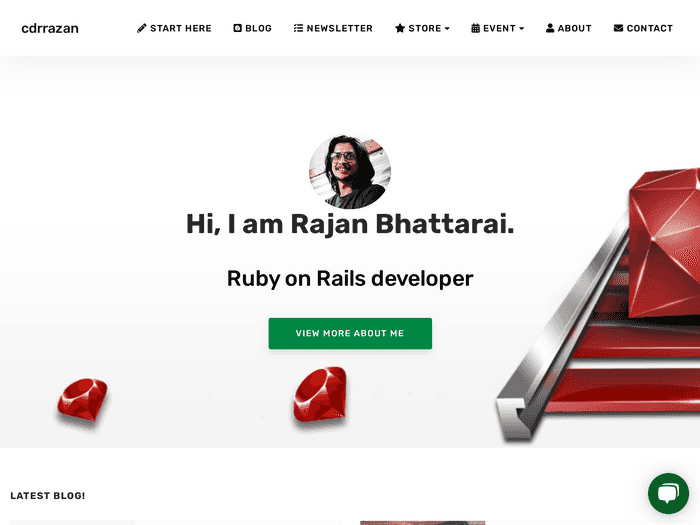 cdrrazan
START HERE
BLOG
NEWSLETTER
STORE
EVENT
ABOUT
CONTACT
Hi, I am Rajan Bhattarai.
Ruby on Rails developer
VIEW MORE ABOUT ME
LATEST BLOG!